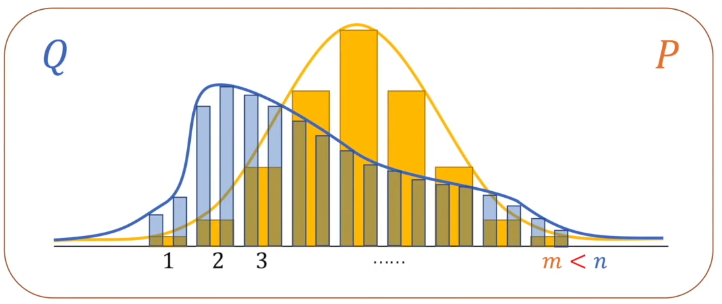 Q P
1 2 3 ...... m < n